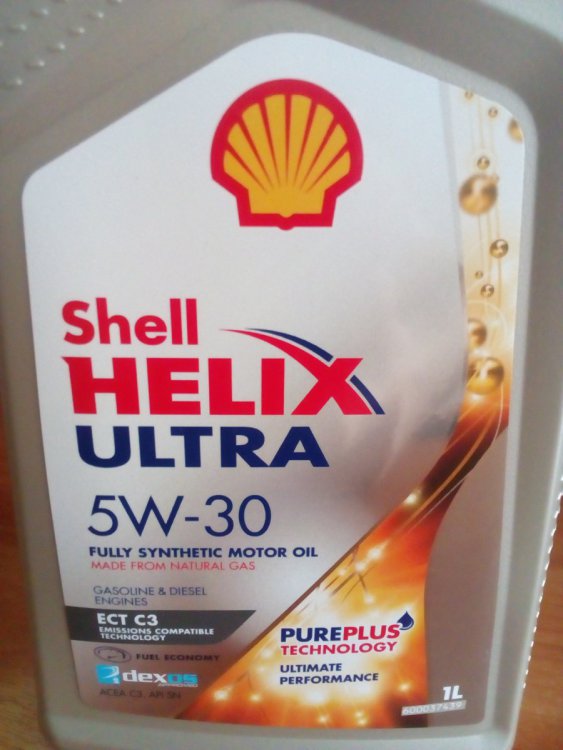 Shell
HELIX
ULTRA
5W-30
FULLY SYNTHETIC MOTOR OIL
MADE FROM NATURAL GAS
GASOLINE & DIESEL
ENGINES
ECT C3
EMISSIONS COMPATIBLE
TECHNOLOGY
FUEL ECONOMY
dexos
ACEA C3, API SN
PUREPLUS
TECHNOLOGY
ULTIMATE
PERFORMANCE
1L
600037439